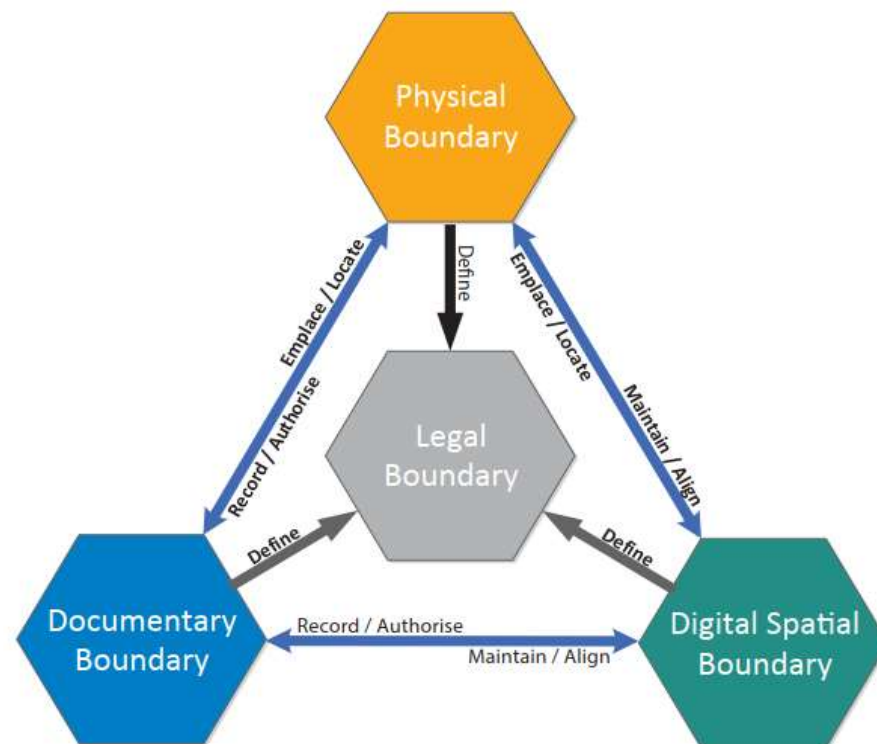 Physical
Boundary
Define
Emplace / Locate
Record / Authorise
Emplace / Locate
Maintain / Align
Legal
Boundary
Define
Define
Documentary
Boundary
Record / Authorise
Maintain / Align
Digital Spatial
Boundary